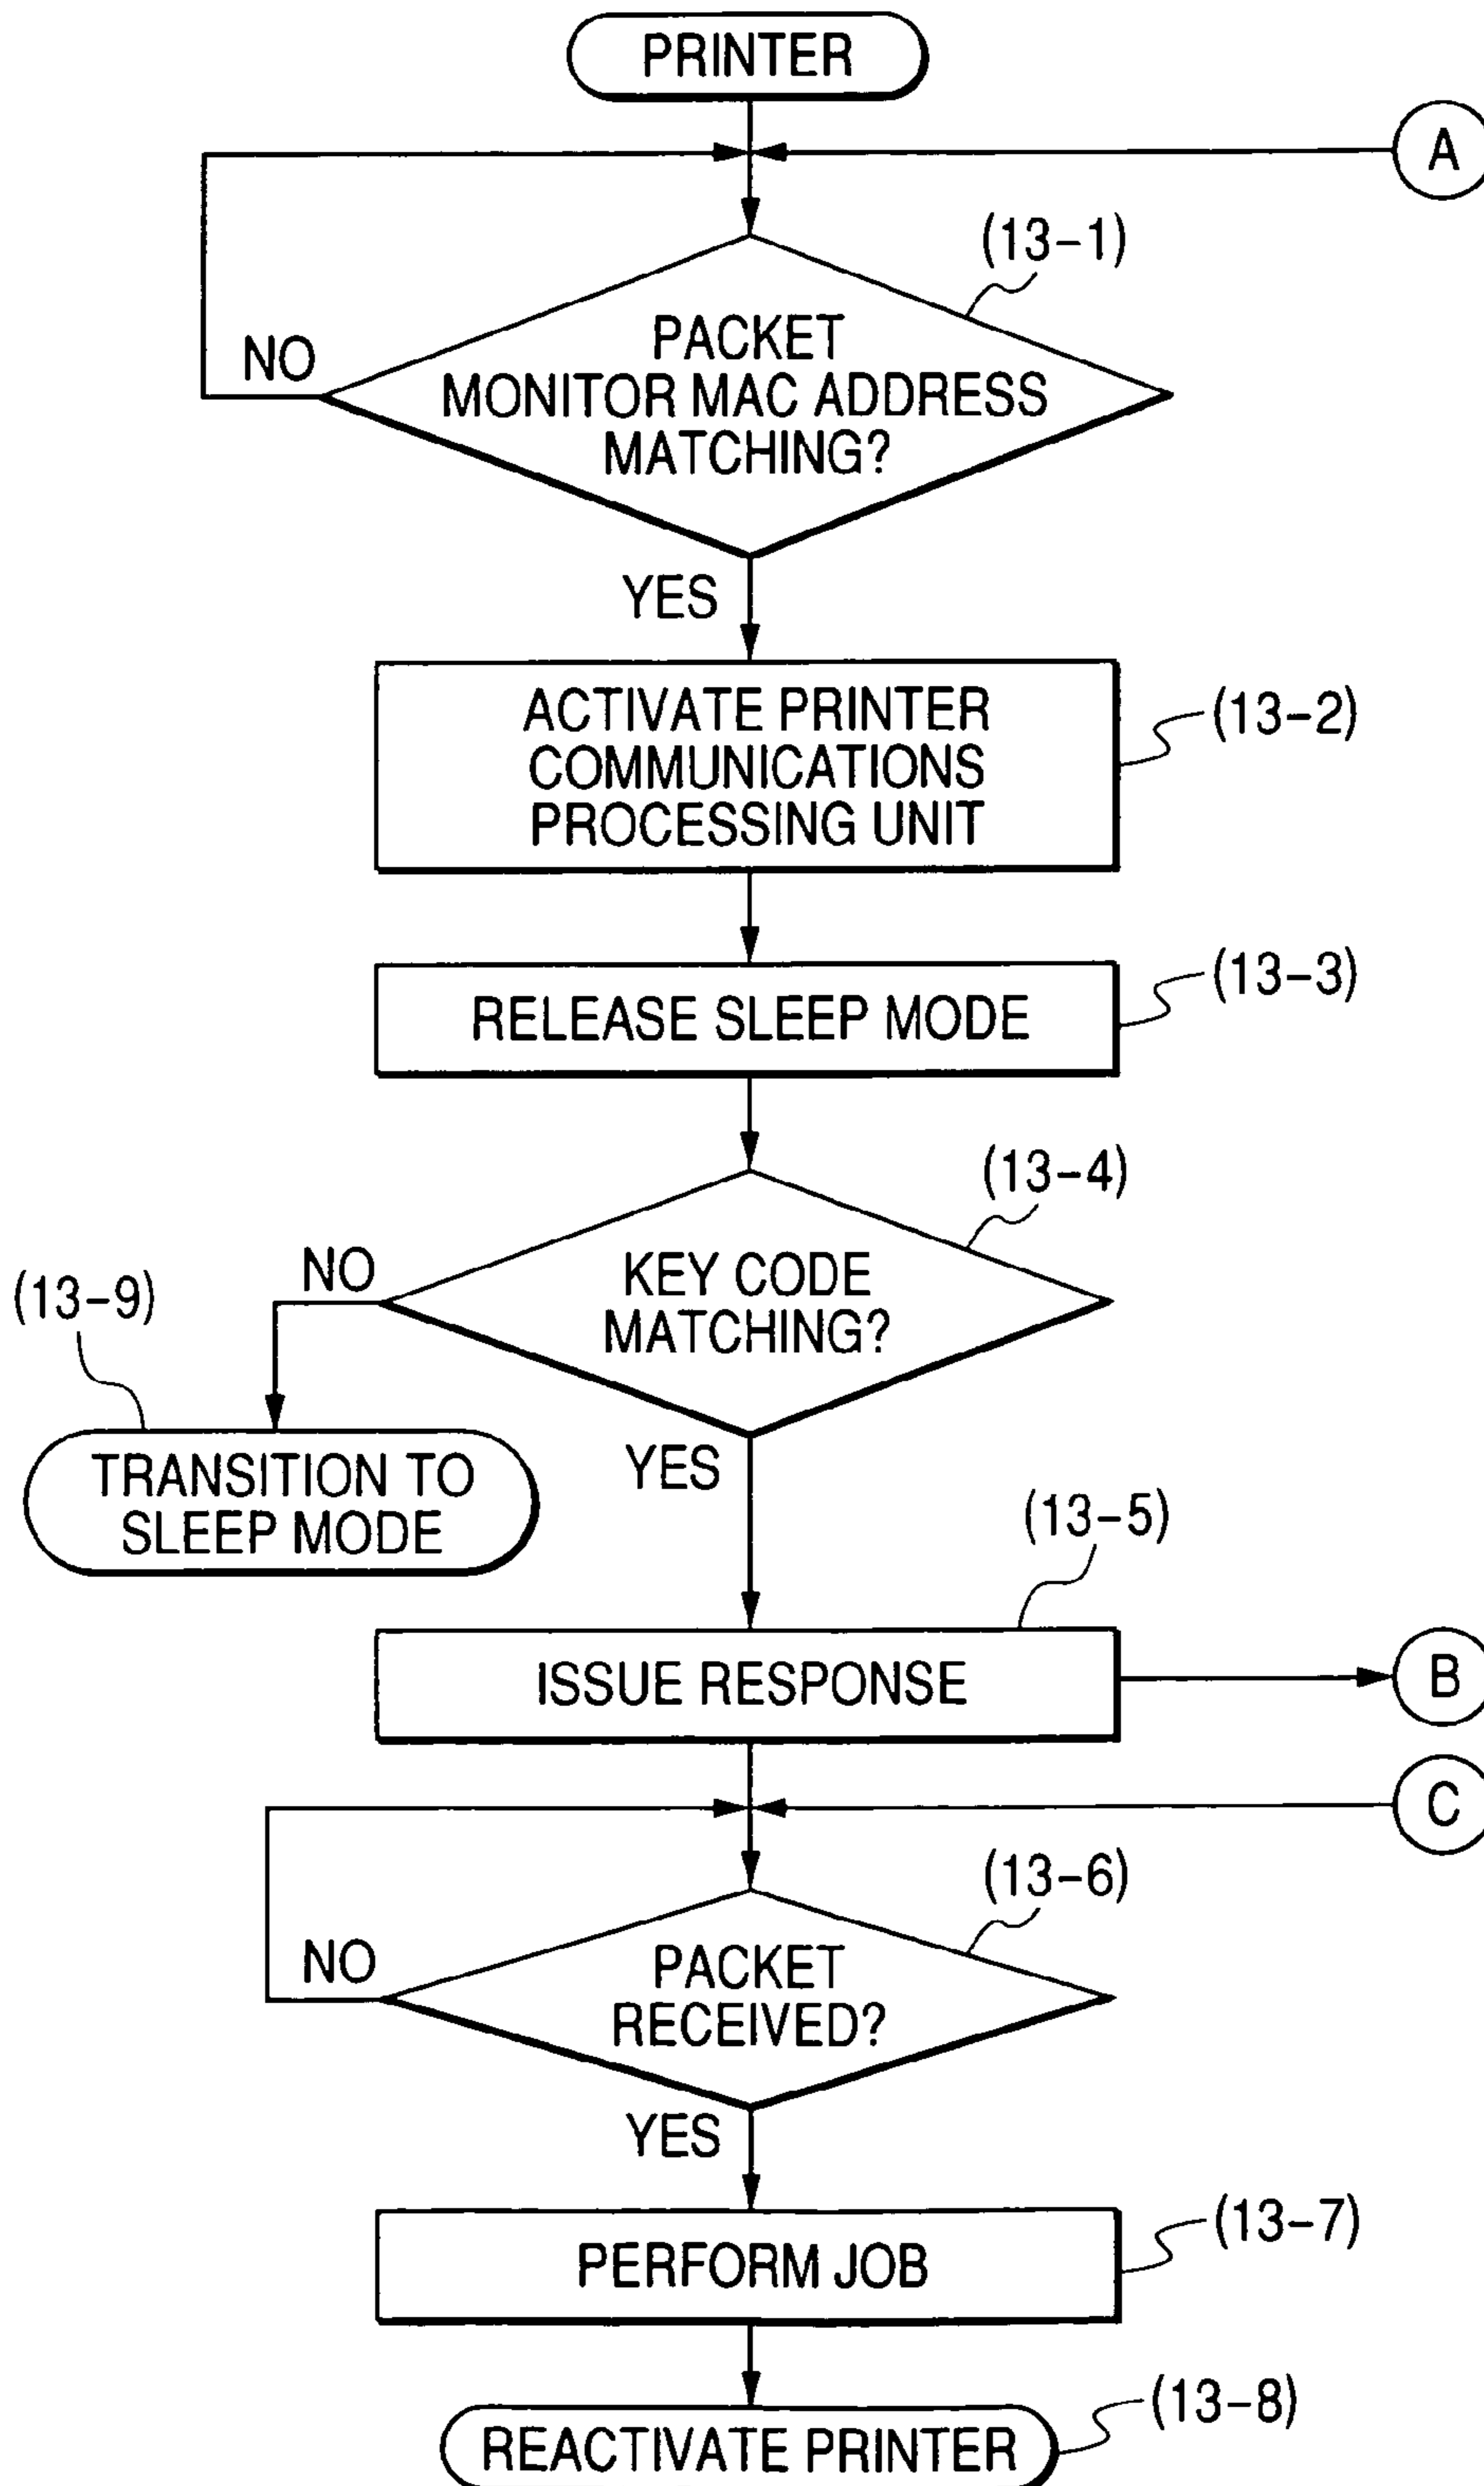 PRINTER
A
(13-1)
PACKET
MONITOR MAC ADDRESS
MATCHING?
NO
YES
ACTIVATE PRINTER
COMMUNICATIONS
PROCESSING UNIT
(13-2)
RELEASE SLEEP MODE
(13-3)
(13-4)
KEY CODE
MATCHING?
NO
(13-9)
TRANSITION TO
SLEEP MODE
YES
(13-5)
ISSUE RESPONSE
B
C
(13-6)
PACKET
RECEIVED?
NO
YES
PERFORM JOB
(13-7)
REACTIVATE PRINTER
(13-8)